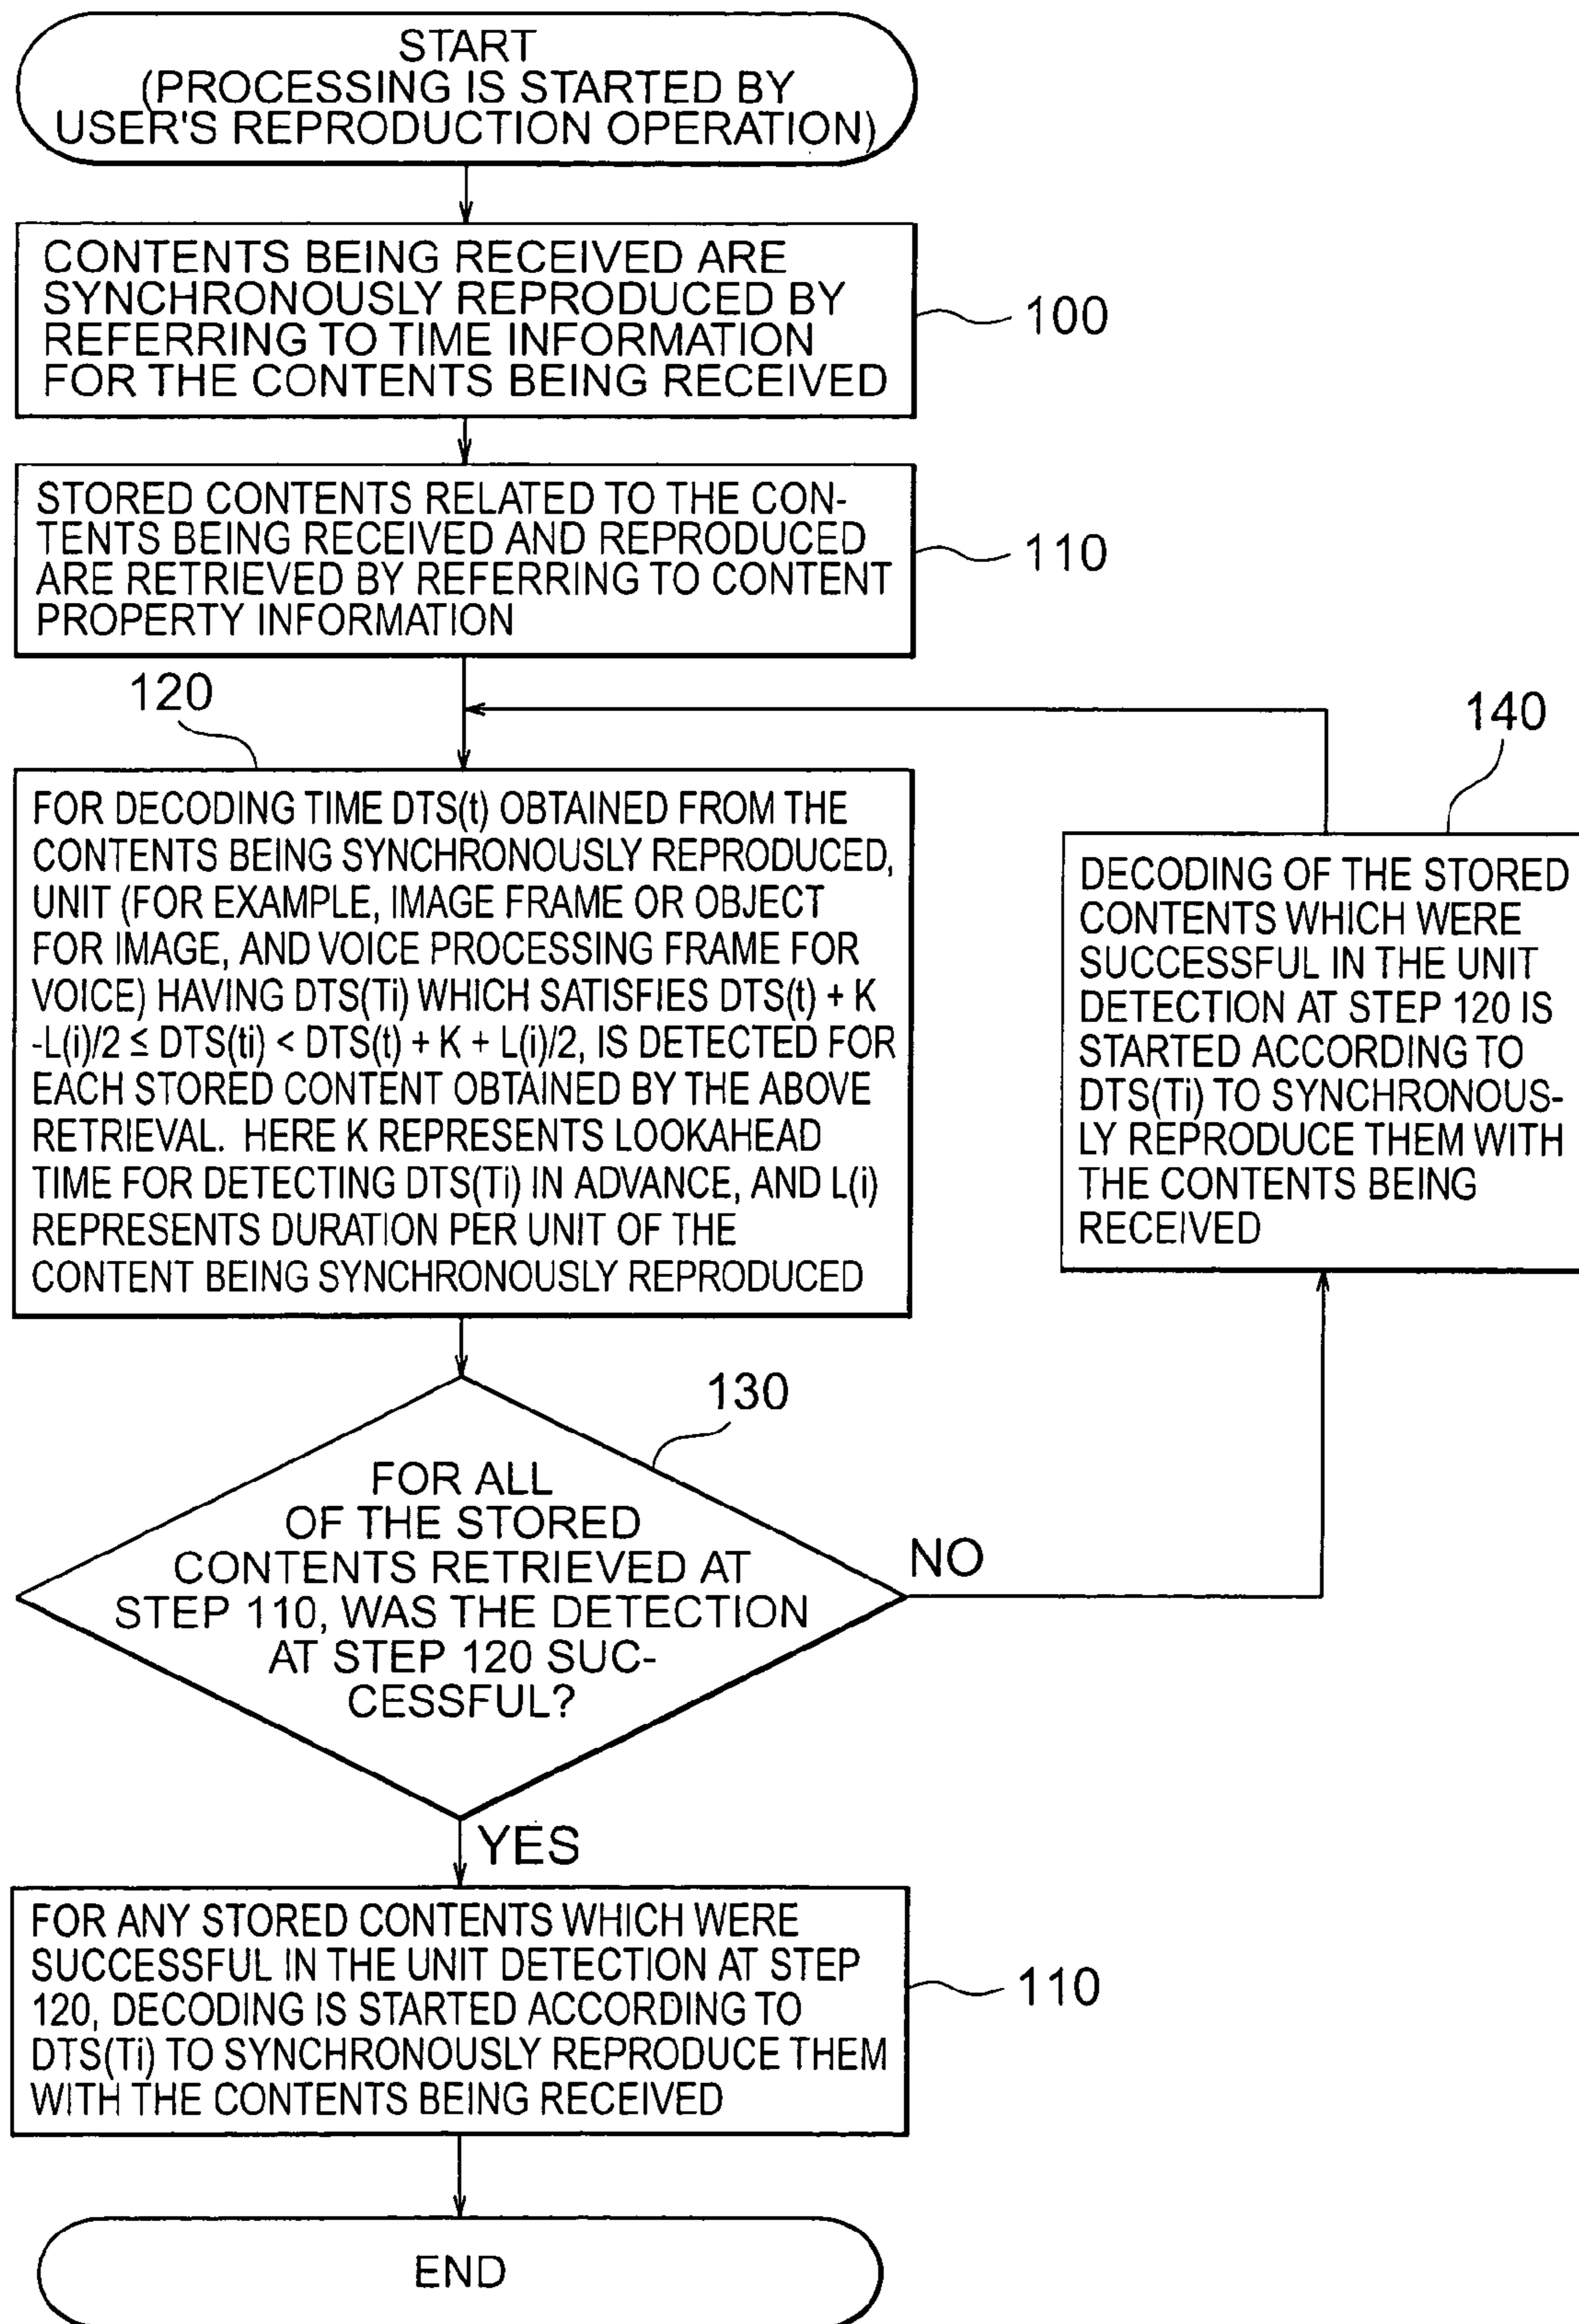 START
(PROCESSING IS STARTED BY
USER'S REPRODUCTION OPERATION)
CONTENTS BEING RECEIVED ARE
SYNCHRONOUSLY REPRODUCED BY
REFERRING TO TIME INFORMATION
FOR THE CONTENTS BEING RECEIVED
100
STORED CONTENTS RELATED TO THE CON-
TENTS BEING RECEIVED AND REPRODUCED
ARE RETRIEVED BY REFERRING TO CONTENT
PROPERTY INFORMATION
110
120
FOR DECODING TIME DTS(t) OBTAINED FROM THE
CONTENTS BEING SYNCHRONOUSLY REPRODUCED,
UNIT (FOR EXAMPLE, IMAGE FRAME OR OBJECT
FOR IMAGE, AND VOICE PROCESSING FRAME FOR
VOICE) HAVING DTS(Ti) WHICH SATISFIES DTS(t) + K
-L(i)/2 ≤ DTS(ti) < DTS(t) + K + L(i)/2, IS DETECTED FOR
EACH STORED CONTENT OBTAINED BY THE ABOVE
RETRIEVAL. HERE K REPRESENTS LOOKAHEAD
TIME FOR DETECTING DTS(Ti) IN ADVANCE, AND L(i)
REPRESENTS DURATION PER UNIT OF THE
CONTENT BEING SYNCHRONOUSLY REPRODUCED
140
DECODING OF THE STORED
CONTENTS WHICH WERE
SUCCESSFUL IN THE UNIT
DETECTION AT STEP 120 IS
STARTED ACCORDING TO
DTS(Ti) TO SYNCHRONOUS-
LY REPRODUCE THEM WITH
THE CONTENTS BEING
RECEIVED
130
FOR ALL
OF THE STORED
CONTENTS RETRIEVED AT
STEP 110, WAS THE DETECTION
AT STEP 120 SUC-
CESSFUL?
NO
YES
FOR ANY STORED CONTENTS WHICH WERE
SUCCESSFUL IN THE UNIT DETECTION AT STEP
120, DECODING IS STARTED ACCORDING TO
DTS(Ti) TO SYNCHRONOUSLY REPRODUCE THEM
WITH THE CONTENTS BEING RECEIVED
110
END